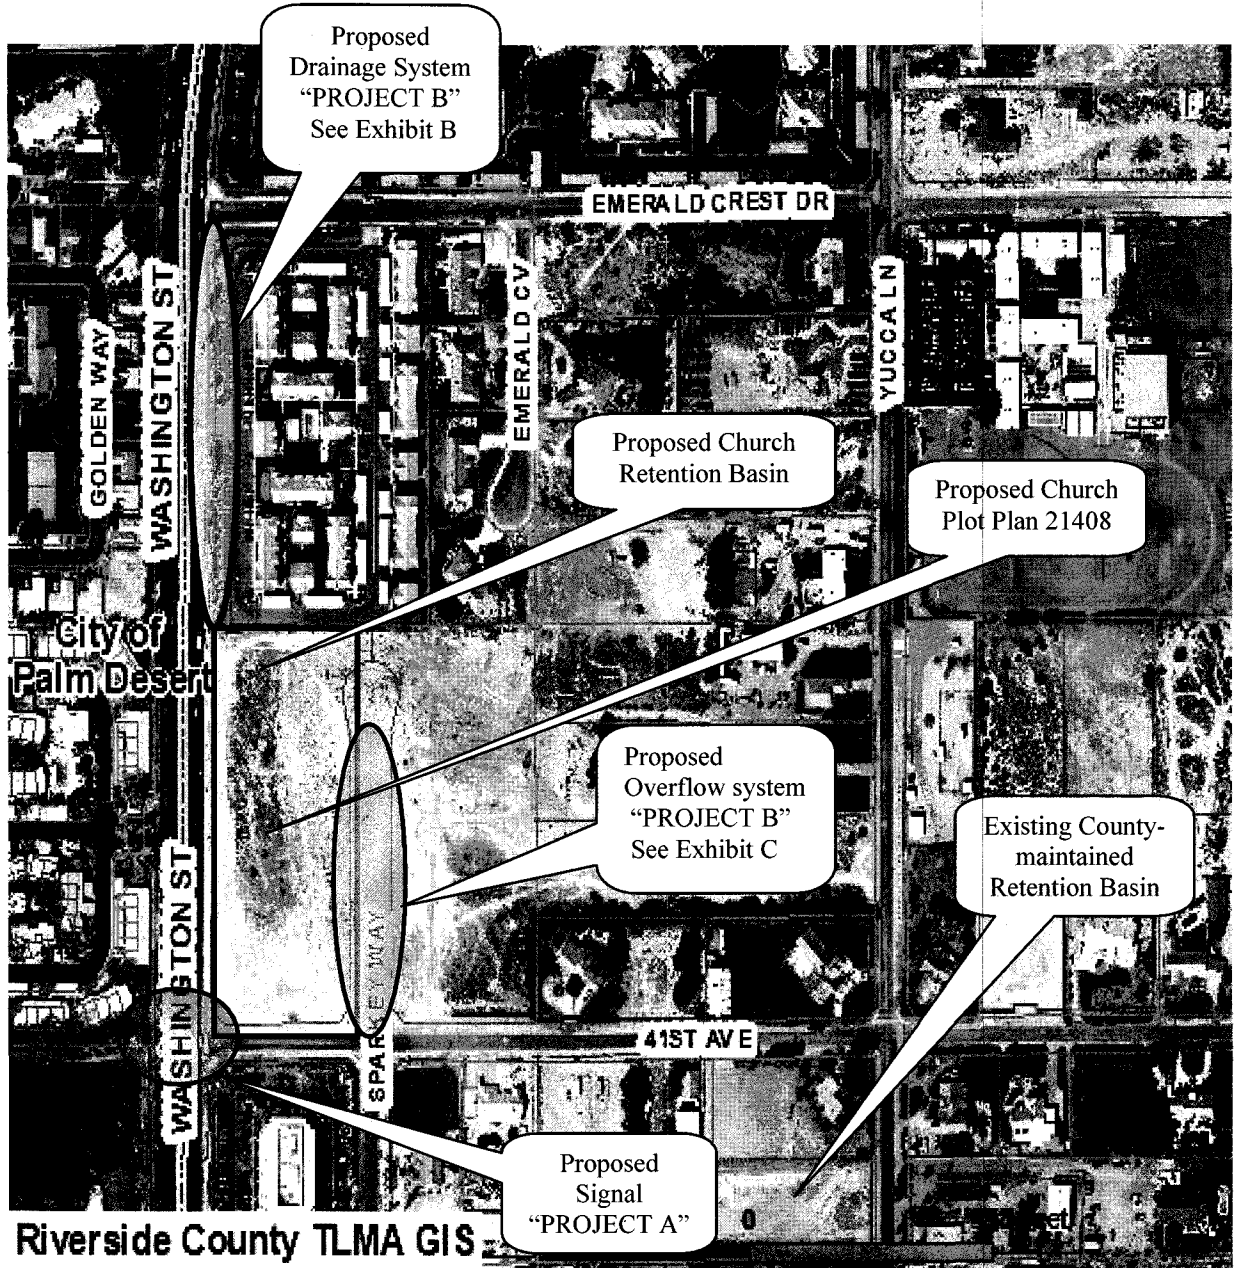 Proposed
Drainage System
“PROJECT B”
See Exhibit B
EMERALD CREST DR
GOLDEN WAY
WASHINGTON ST
EMERALD CV
YUCCA LN
Proposed Church
Retention Basin
Proposed Church
Plot Plan 21408
City of
Palm Desert
Proposed
Overflow system
“PROJECT B”
See Exhibit C
Existing County-
maintained
Retention Basin
WASHINGTON ST
41ST AVE
Proposed
Signal
“PROJECT A”
0
Riverside County TLMA GIS